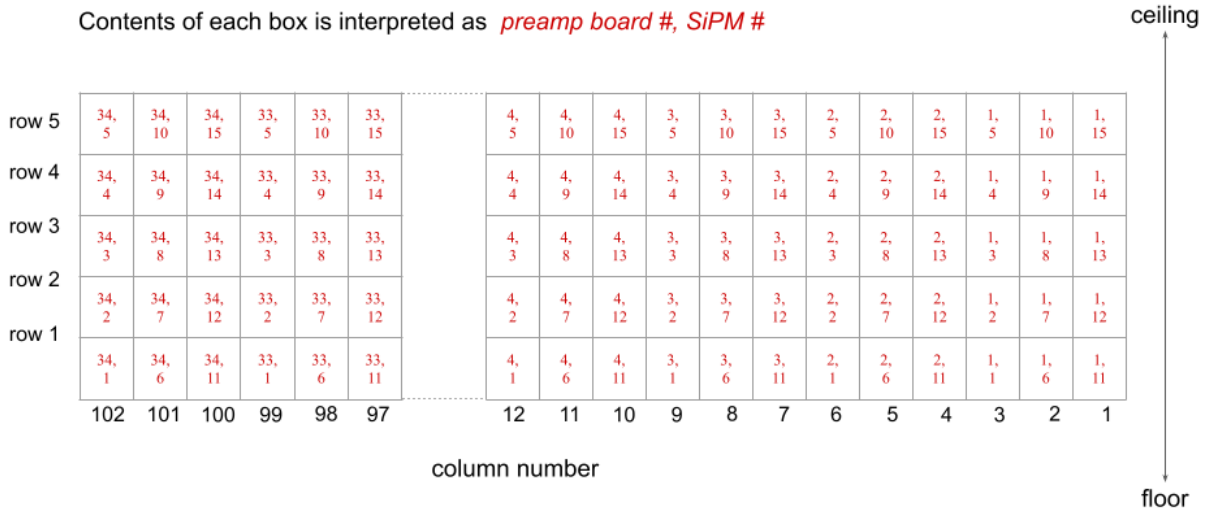 Contents of each box is interpreted as preamp board #, SiPM #
ceiling
row 5
34, 5 34, 10 34, 15 33, 5 33, 10 33, 15 4, 5 4, 10 4, 15 3, 5 3, 10 3, 15 2, 5 2, 10 2, 15 1, 5 1, 10 1, 15
row 4
34, 4 34, 9 34, 14 33, 4 33, 9 33, 14 4, 4 4, 9 4, 14 3, 4 3, 9 3, 14 2, 4 2, 9 2, 14 1, 4 1, 9 1, 14
row 3
34, 3 34, 8 34, 13 33, 3 33, 8 33, 13 4, 3 4, 8 4, 13 3, 3 3, 8 3, 13 2, 3 2, 8 2, 13 1, 3 1, 8 1, 13
row 2
34, 2 34, 7 34, 12 33, 2 33, 7 33, 12 4, 2 4, 7 4, 12 3, 2 3, 7 3, 12 2, 2 2, 7 2, 12 1, 2 1, 7 1, 12
row 1
34, 1 34, 6 34, 11 33, 1 33, 6 33, 11 4, 1 4, 6 4, 11 3, 1 3, 6 3, 11 2, 1 2, 6 2, 11 1, 1 1, 6 1, 11
102 101 100 99 98 97 12 11 10 9 8 7 6 5 4 3 2 1
column number
floor